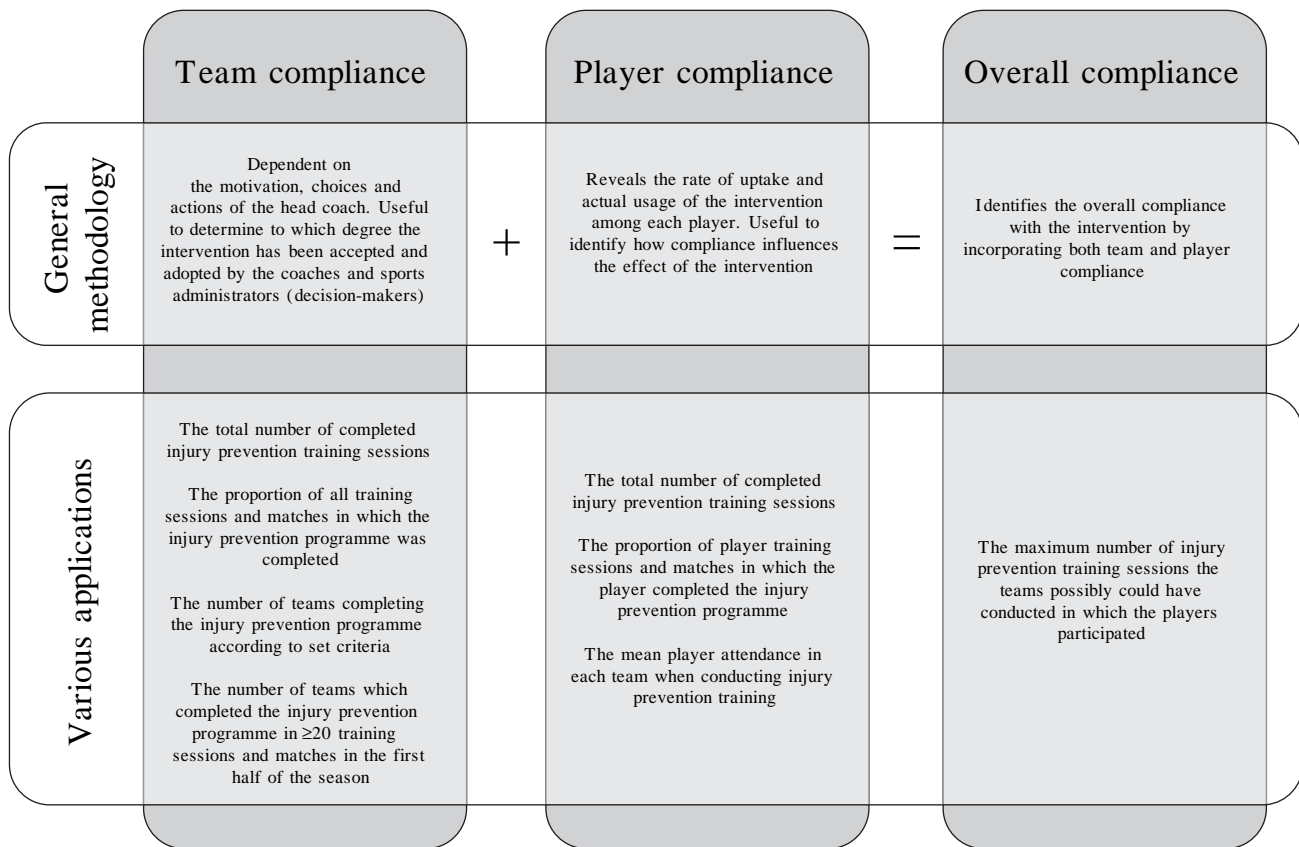 Team compliance
Player compliance
Overall compliance
General
methodology
Dependent on
the motivation, choices and
actions of the head coach. Useful
to determine to which degree the
intervention has been accepted and
adopted by the coaches and sports
administrators (decision-makers)
+
Reveals the rate of uptake and
actual usage of the intervention
among each player. Useful to
identify how compliance influences
the effect of the intervention
=
Identifies the overall compliance
with the intervention by
incorporating both team and player
compliance
Various applications
The total number of completed
injury prevention training sessions
The proportion of all training
sessions and matches in which the
injury prevention programme was
completed
The number of teams completing
the injury prevention programme
according to set criteria
The number of teams which
completed the injury prevention
programme in ≥20 training
sessions and matches in the first
half of the season
The total number of completed
injury prevention training sessions
The proportion of player training
sessions and matches in which the
player completed the injury
prevention programme
The mean player attendance in
each team when conducting injury
prevention training
The maximum number of injury
prevention training sessions the
teams possibly could have
conducted in which the players
participated